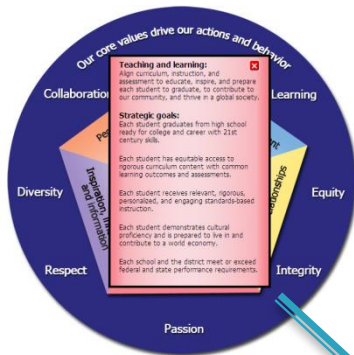 Our core values drive our actions and behavior
Collaboration
Learning
Diversity
Equity
Respect
Integrity
Passion
Inspiration,
and information
Teaching and learning:
Align curriculum, instruction, and
assessment to educate, inspire, and prepare
each student to graduate, to contribute to
our community, and thrive in a global society.
Strategic goals:
Each student graduates from high school
ready for college and career with 21st
century skills.
Each student has equitable access to
rigorous curriculum content with common
learning outcomes and assessments.
Each student receives relevant, rigorous,
personalized, and engaging standards-based
instruction.
Each student demonstrates cultural
proficiency and is prepared to live in and
contribute to a world economy.
Each school and the district meet or exceed
federal and state performance requirements.